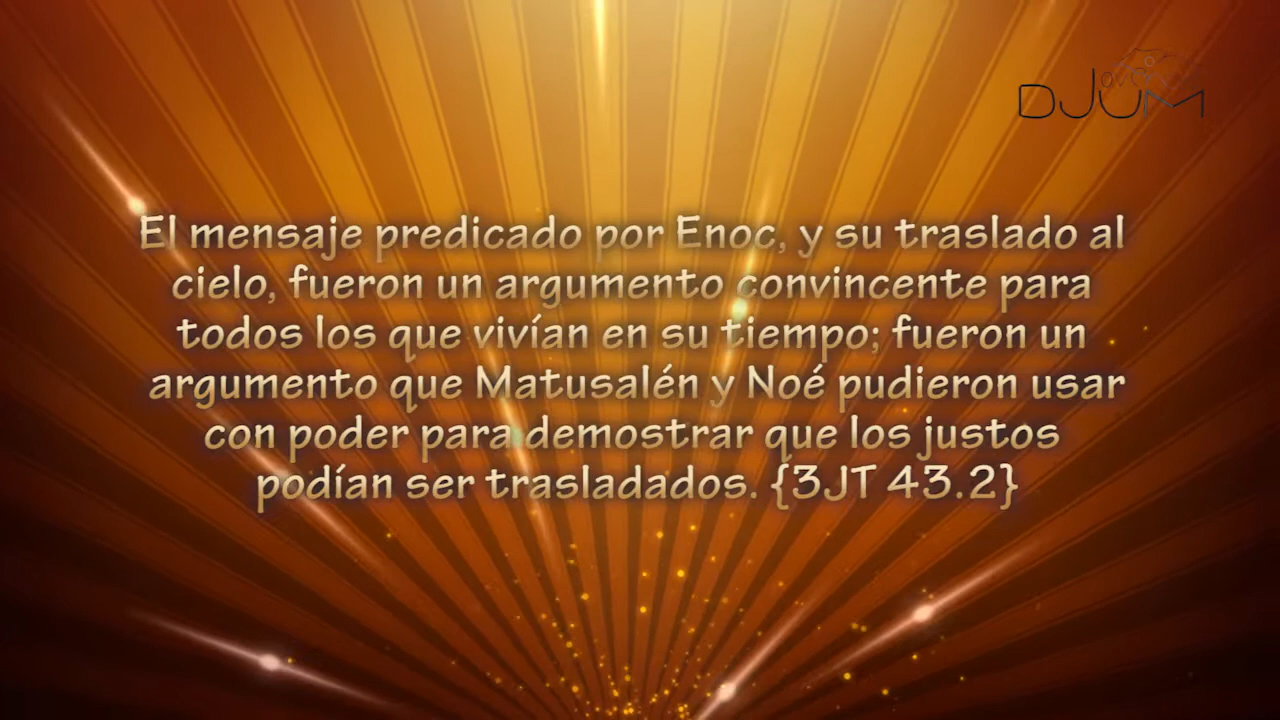 Joven
DJUM
El mensaje predicado por Enoc, y su traslado al
cielo, fueron un argumento convincente para
todos los que vivían en su tiempo; fueron un
argumento que Matusalén y Noé pudieron usar
con poder para demostrar que los justos
podían ser trasladados. {3JT 43.2}